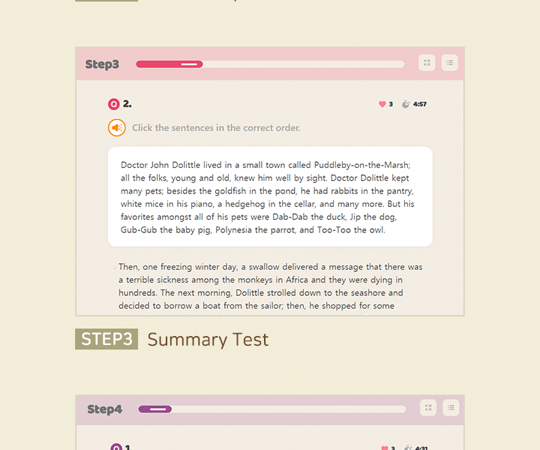 Step3
Q 2.
3 4:57
Click the sentences in the correct order.
Doctor John Dolittle lived in a small town called Puddleby-on-the-Marsh;
all the folks, young and old, knew him well by sight. Doctor Dolittle kept
many pets; besides the goldfish in the pond, he had rabbits in the pantry,
white mice in his piano, a hedgehog in the cellar, and many more. But his
favorites amongst all of his pets were Dab-Dab the duck, Jip the dog,
Gub-Gub the baby pig, Polynesia the parrot, and Too-Too the owl.
Then, one freezing winter day, a swallow delivered a message that there was
a terrible sickness among the monkeys in Africa and they were dying in
hundreds. The next morning, Dolittle strolled down to the seashore and
decided to borrow a boat from the sailor; then, he shopped for some
STEP3 Summary Test
Step4
Q 1.
3 4:21